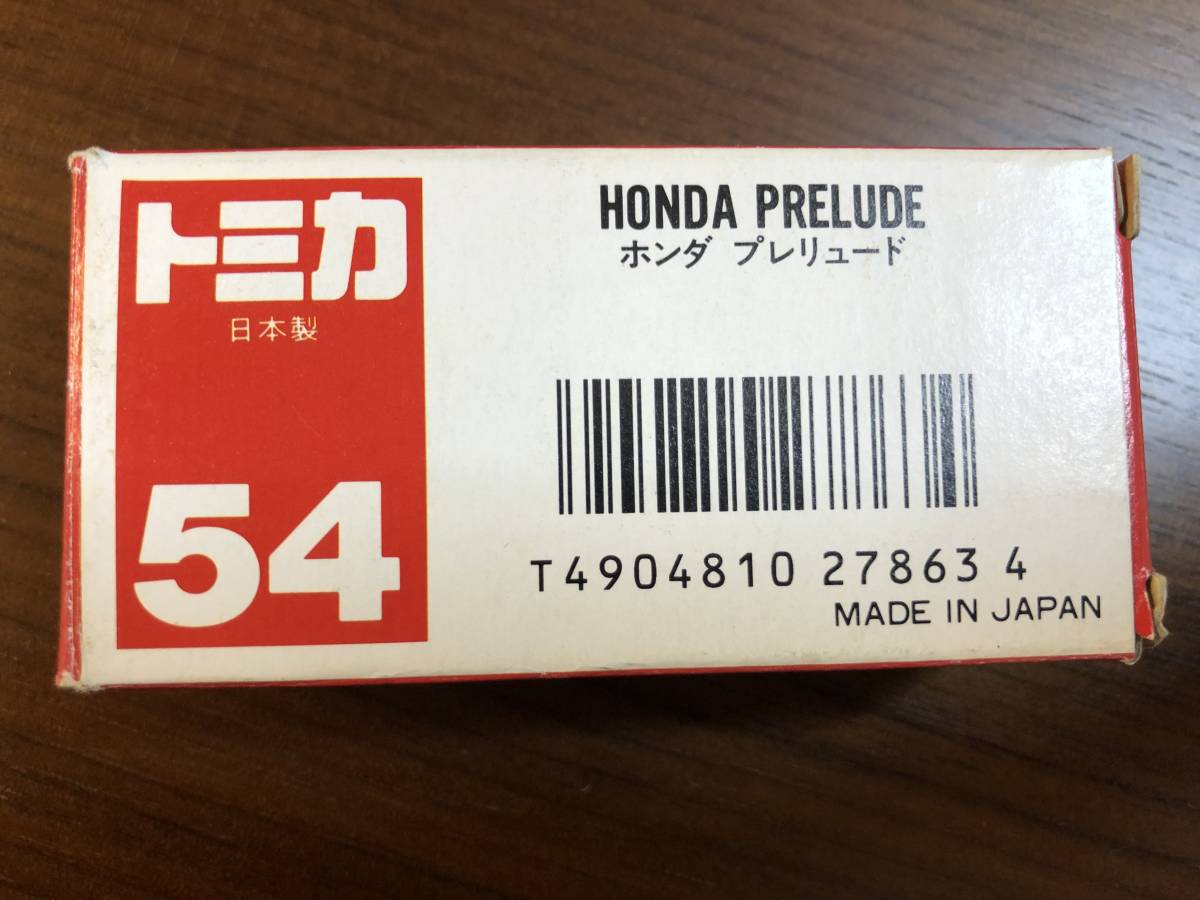 トミカ
日本製
54
HONDA PRELUDE
ホンダ プレリュード
T4904810 27863 4
MADE IN JAPAN